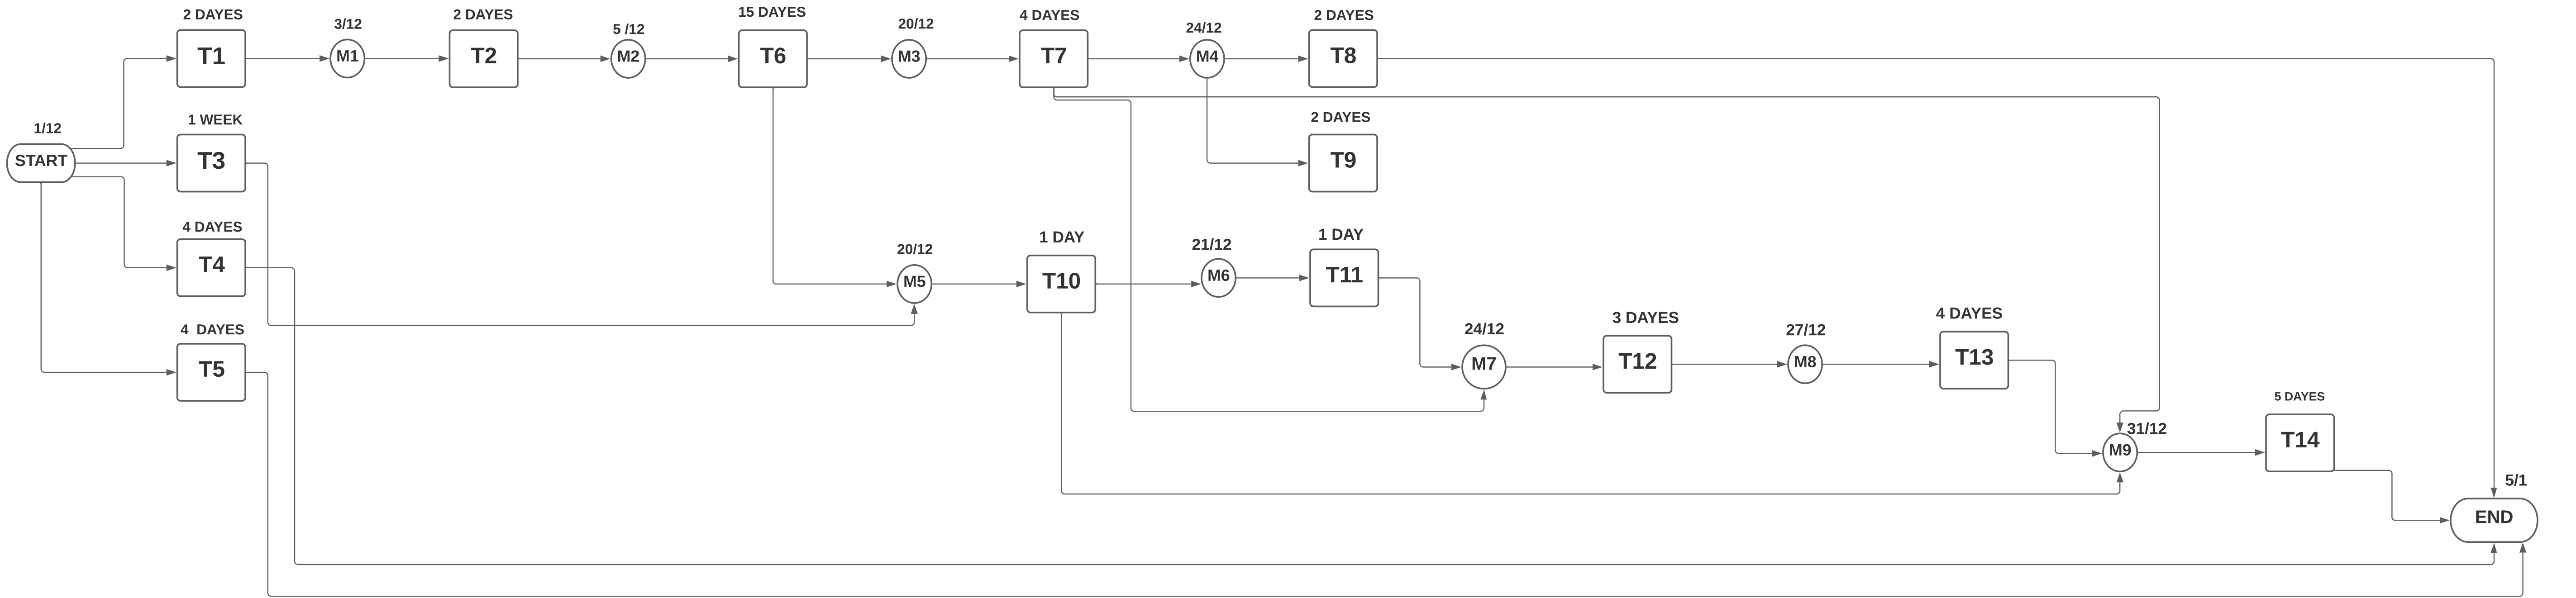 2 DAYES
T1
3/12
M1
2 DAYES
T2
5 /12
M2
15 DAYES
T6
20/12
M3
4 DAYES
T7
24/12
M4
2 DAYES
T8
1/12
START
1 WEEK
T3
2 DAYES
T9
4 DAYES
T4
20/12
M5
1 DAY
T10
21/12
M6
1 DAY
T11
4  DAYES
T5
24/12
M7
3 DAYES
T12
27/12
M8
4 DAYES
T13
31/12
M9
5 DAYES
T14
5/1
END